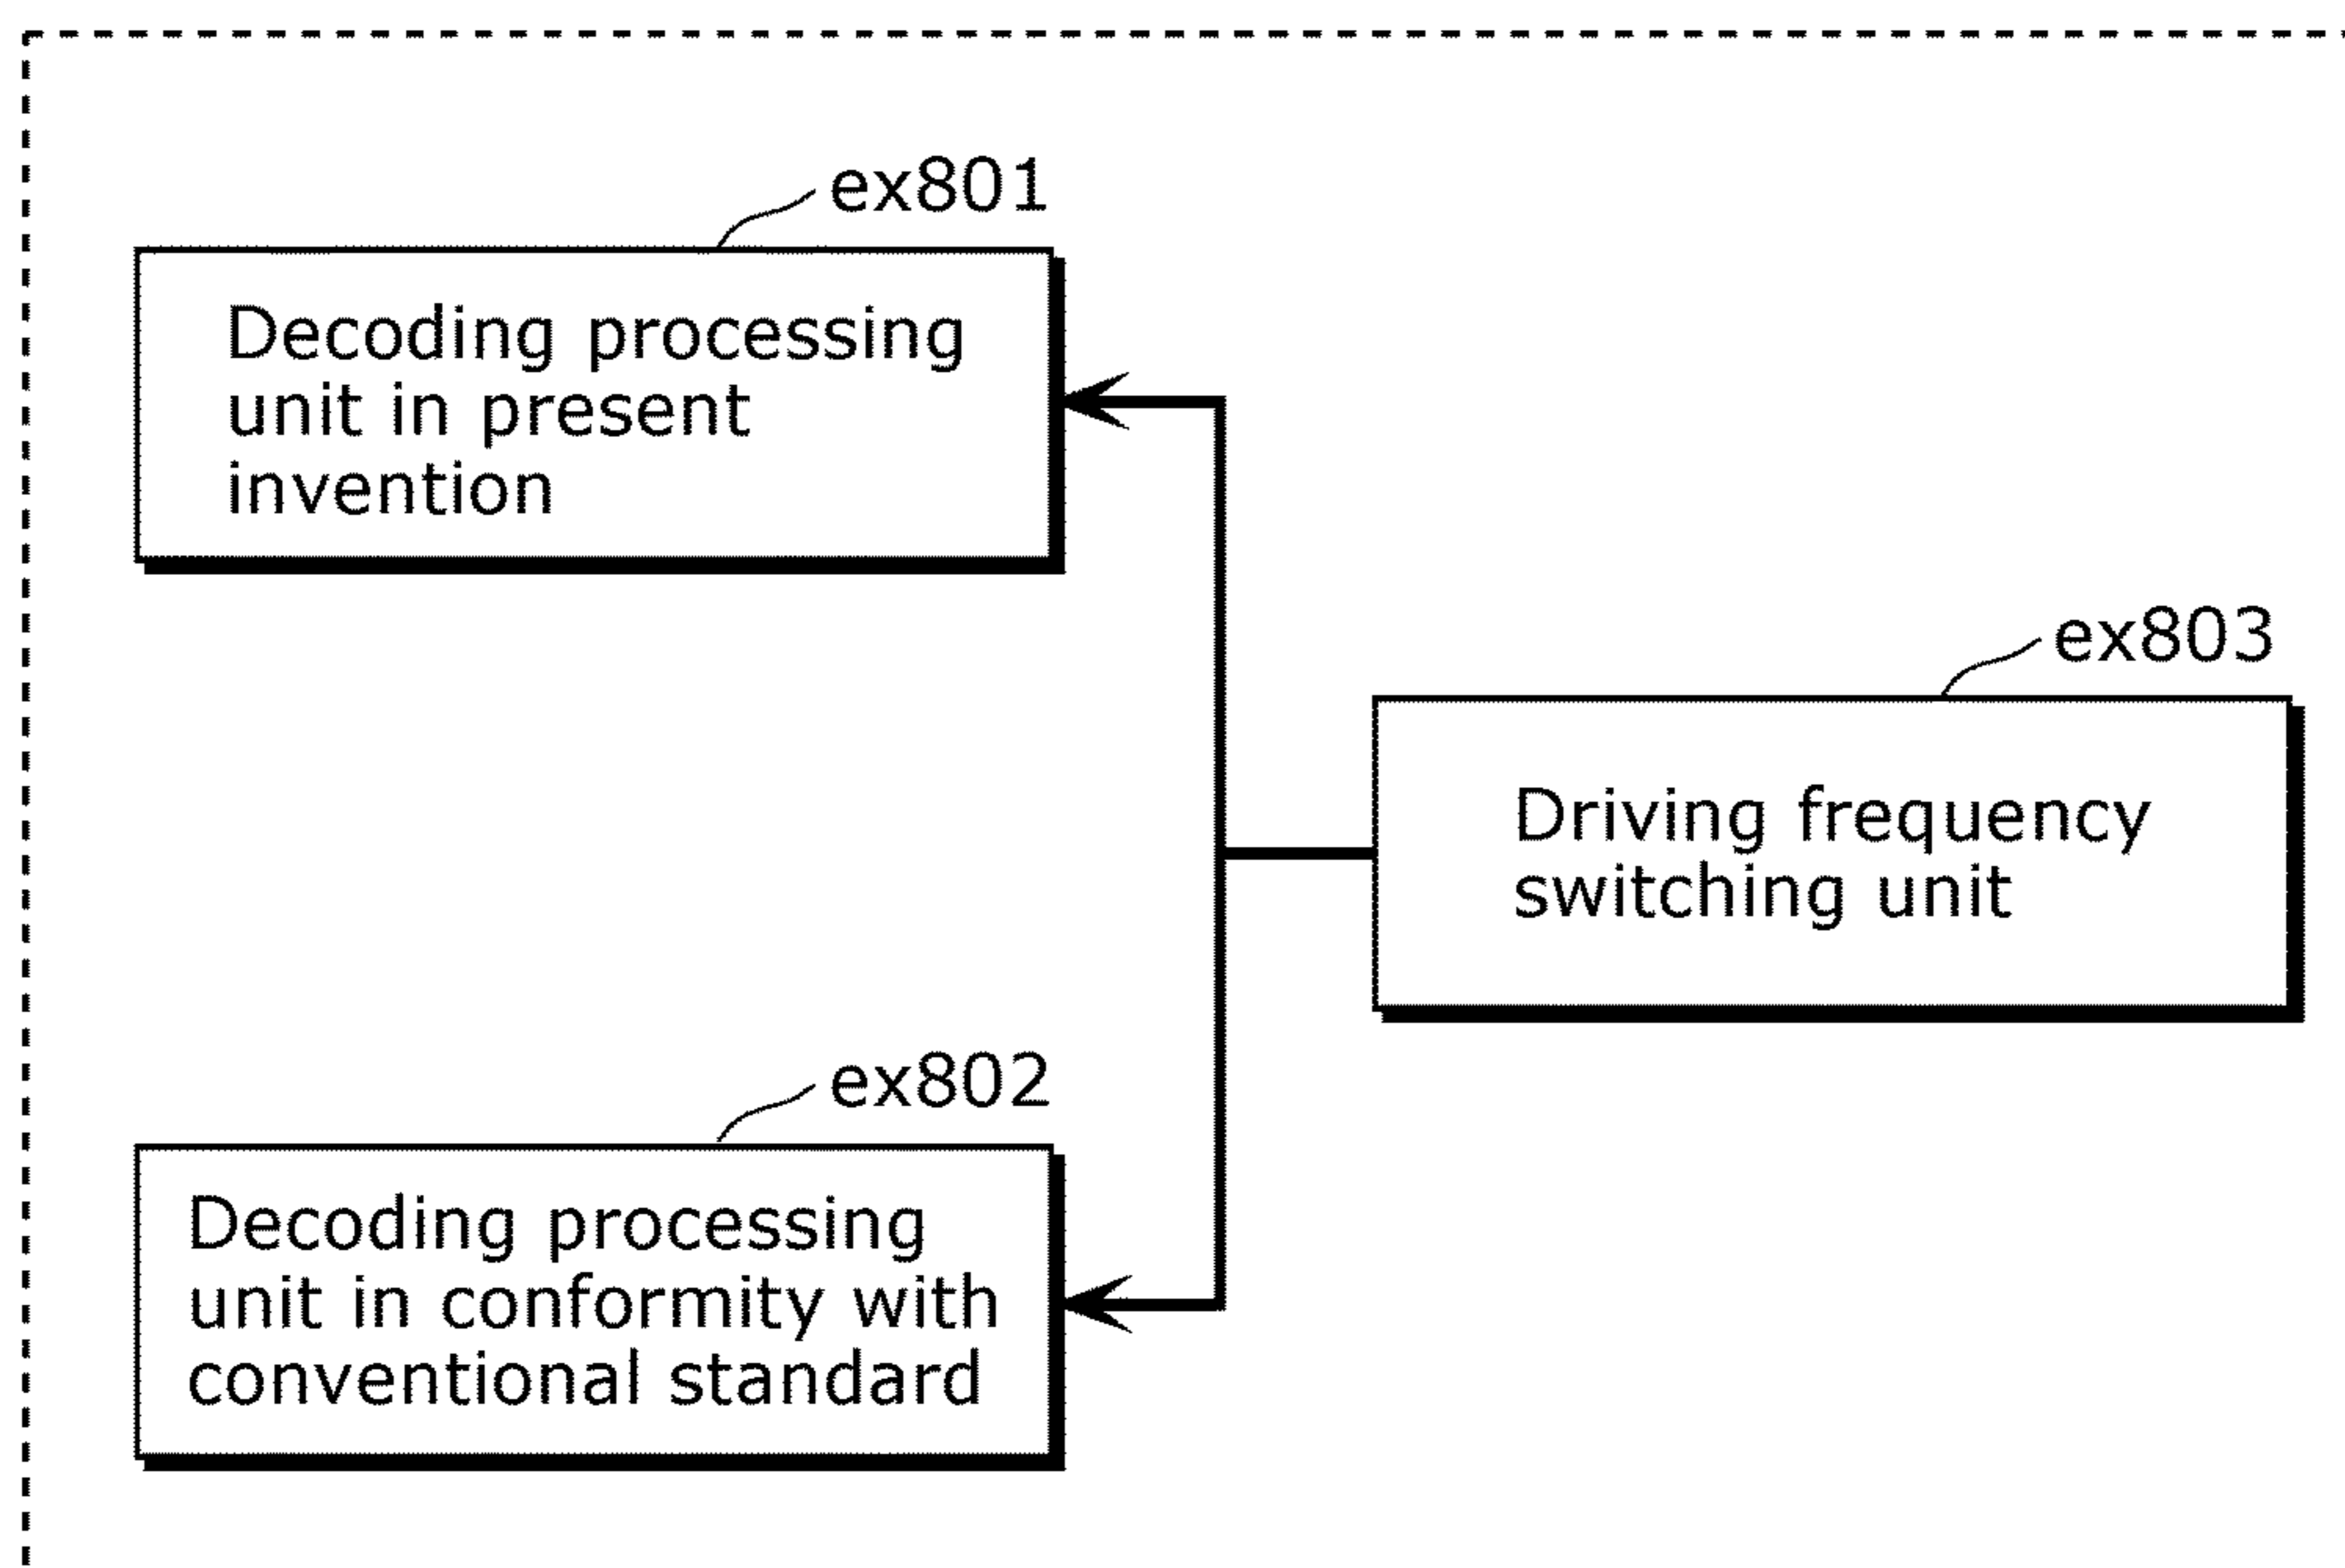 ex801
Decoding processing
unit in present
invention
ex803
Driving frequency
switching unit
ex802
Decoding processing
unit in conformity with
conventional standard